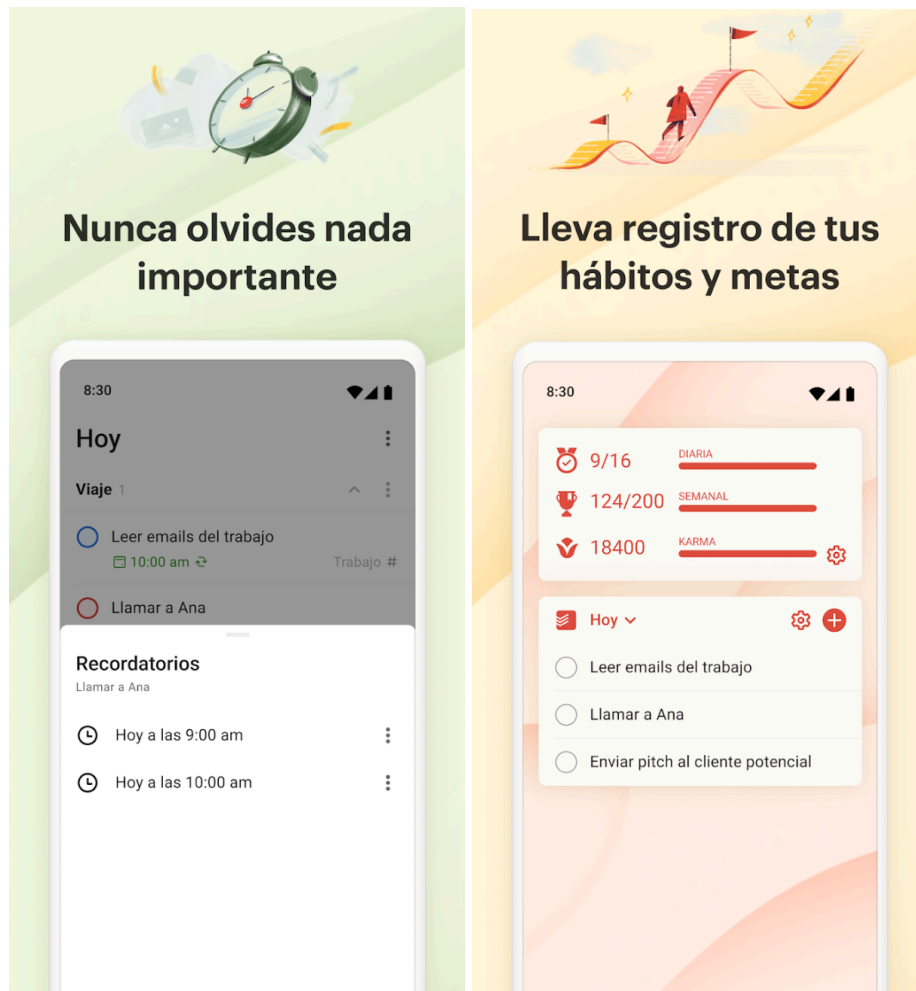 Nunca olvides nada
importante
8:30
Hoy
Viaje 1
Leer emails del trabajo
10:00 am
Trabajo #
Llamar a Ana
Recordatorios
Llamar a Ana
Hoy a las 9:00 am
Hoy a las 10:00 am
Lleva registro de tus
hábitos y metas
8:30
9/16 DIARIA
124/200 SEMANAL
18400 KARMA
Hoy
Leer emails del trabajo
Llamar a Ana
Enviar pitch al cliente potencial